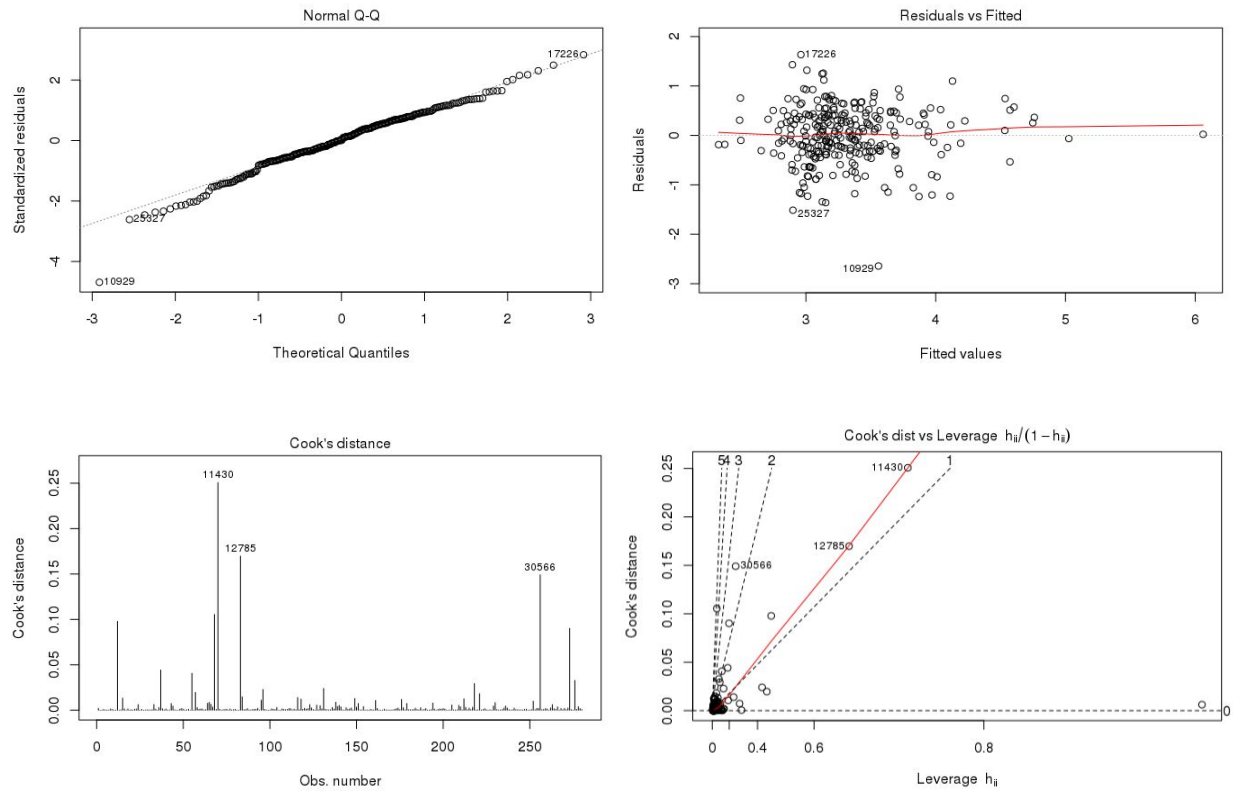 Normal Q-Q
Standardized residuals
2
0
-2
-4
17226
25327
10929
-3 -2 -1 0 1 2 3
Theoretical Quantiles
Residuals vs Fitted
Residuals
2
1
0
-1
-2
-3
17226
25327
10929
3 4 5 6
Fitted values
Cook's distance
Cook's distance
0.25
0.20
0.15
0.10
0.05
0.00
11430
12785
30566
0 50 100 150 200 250
Obs. number
Cook's dist vs Leverage hii/(1 − hii)
Cook's distance
0.25
0.20
0.15
0.10
0.05
0.00
5 4 3 2 1
11430
12785
30566
0
0 0.4 0.6 0.8
Leverage hii